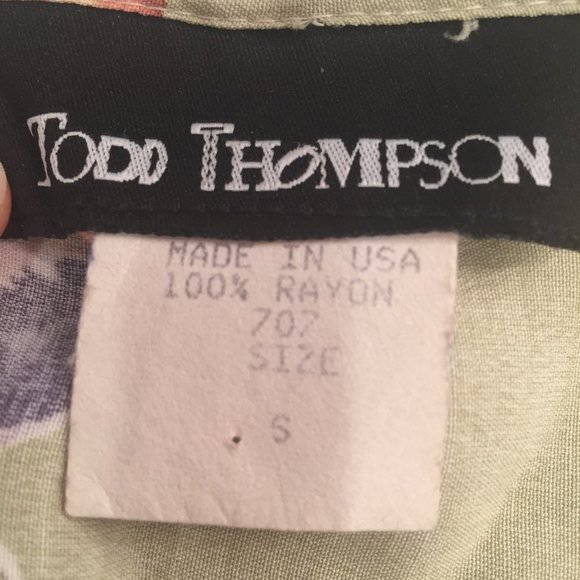 TODD THOMPSON
MADE IN USA
100% RAYON
707
SIZE
S